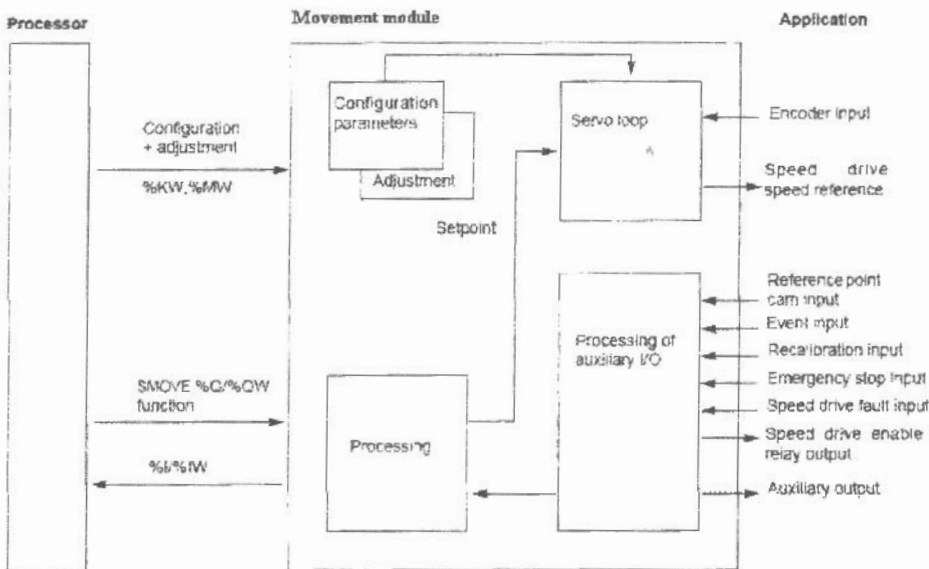 Processor
Movement module
Application
Configuration
+ adjustment
%KW, %MW
Configuration
parameters
Adjustment
Servo loop
Encoder input
Speed drive
speed reference
Setpoint
Reference point
cam input
Event input
Processing of
auxiliary I/O
Recalibration input
Emergency stop input
Speed drive fault input
Speed drive enable
relay output
Auxiliary output
SMOVE %Q/%QW
function
Processing
%I/%IW